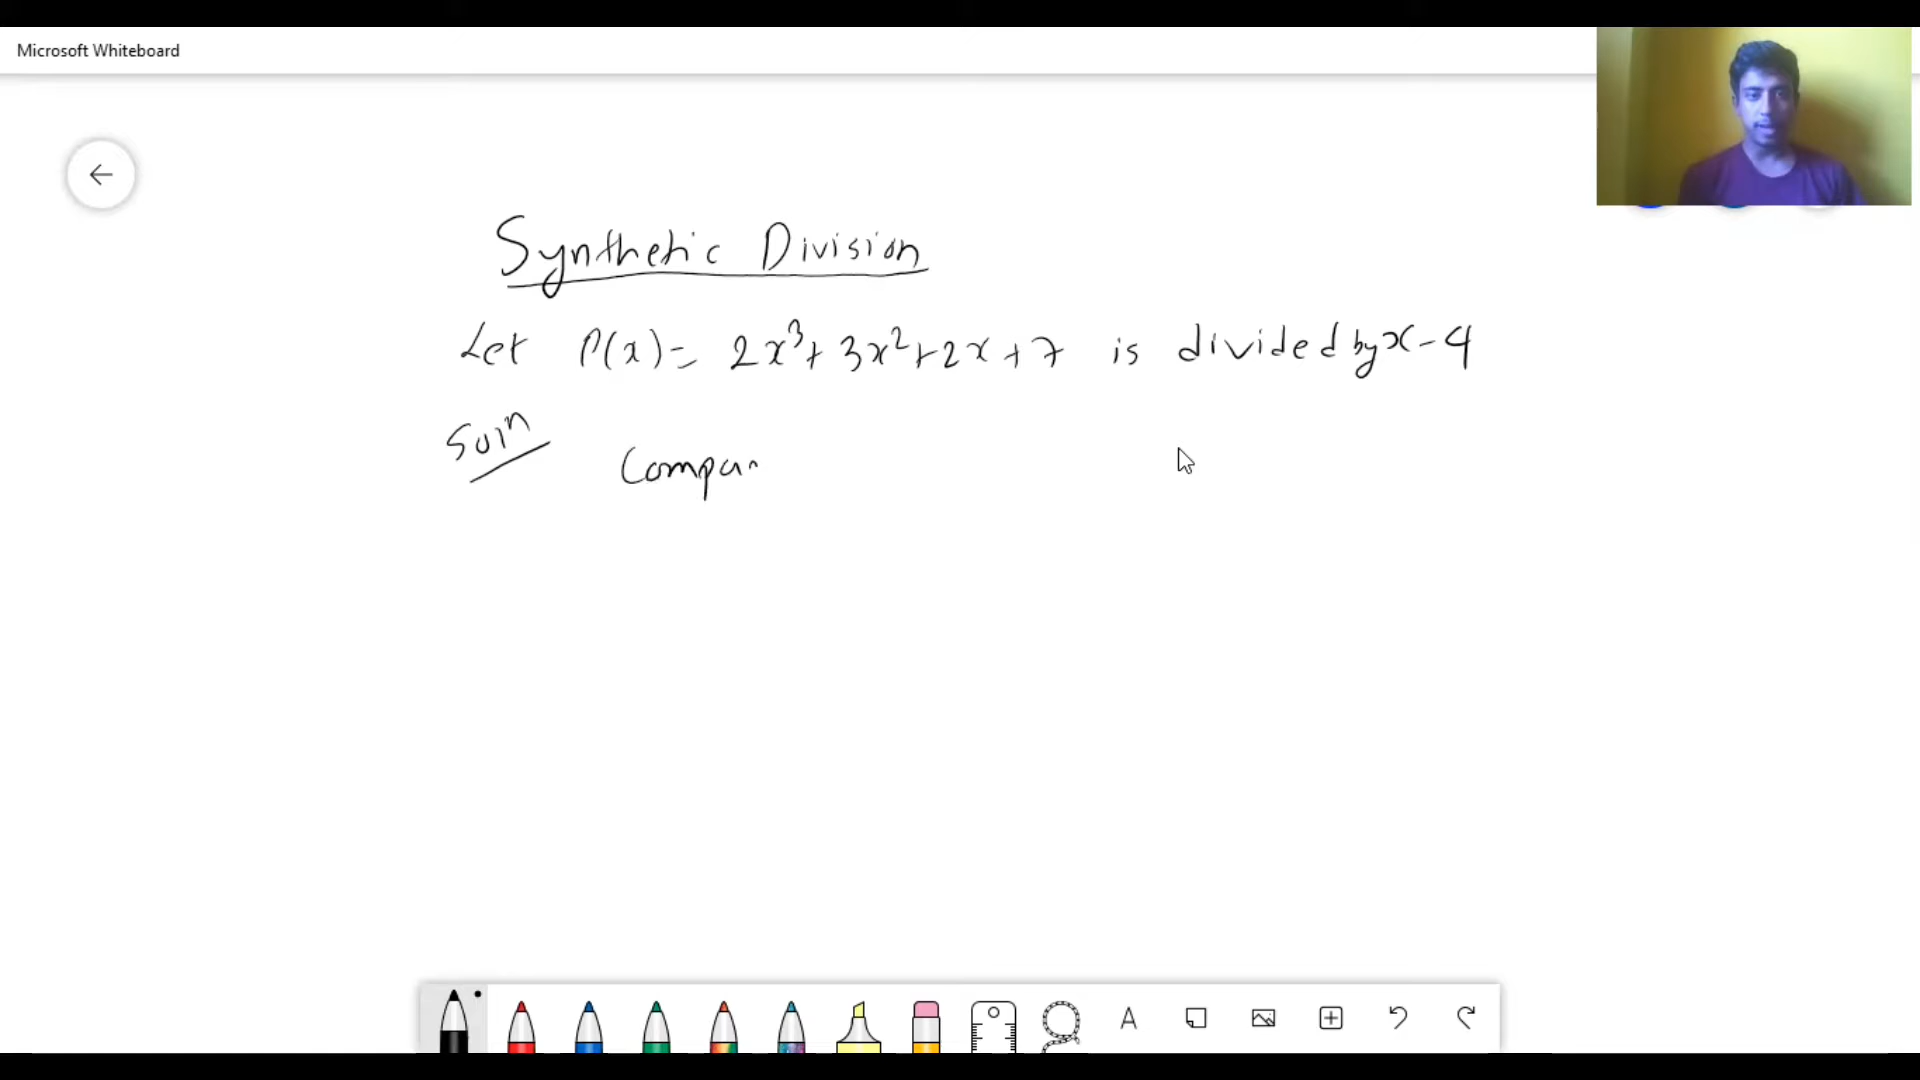 Microsoft Whiteboard
Synthetic Division
Let P(x) = 2x³ + 3x² + 2x + 7 is divided by x - 4
Soln
Compar
A